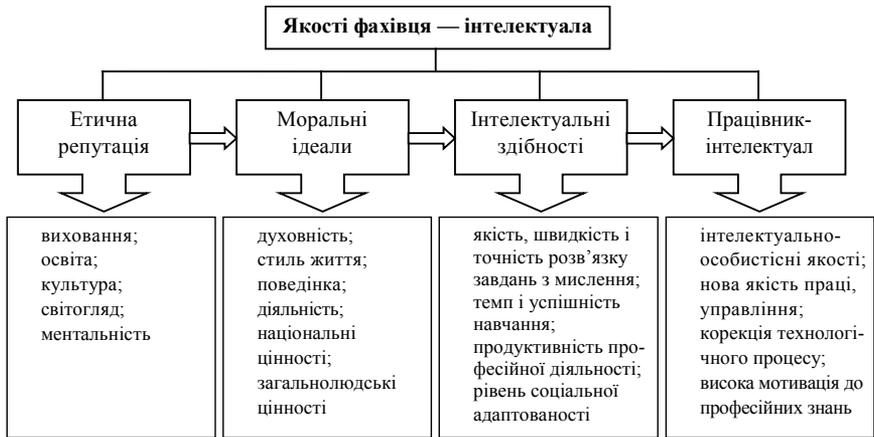 Якості фахівця — інтелектуала
Етична
репутація
Моральні
ідеали
Інтелектуальні
здібності
Працівник-
інтелектуал
виховання;
освіта;
культура;
світогляд;
ментальність
духовність;
стиль життя;
поведінка;
діяльність;
національні
цінності;
загальнолюдські
цінності
якість, швидкість і
точність розв’язку
завдань з мислення;
темп і успішність
навчання;
продуктивність про-
фесійної діяльності;
рівень соціальної
адаптованості
інтелектуально-
особистісні якості;
нова якість праці,
управління;
корекція технологі-
чного процесу;
висока мотивація до
професійних знань